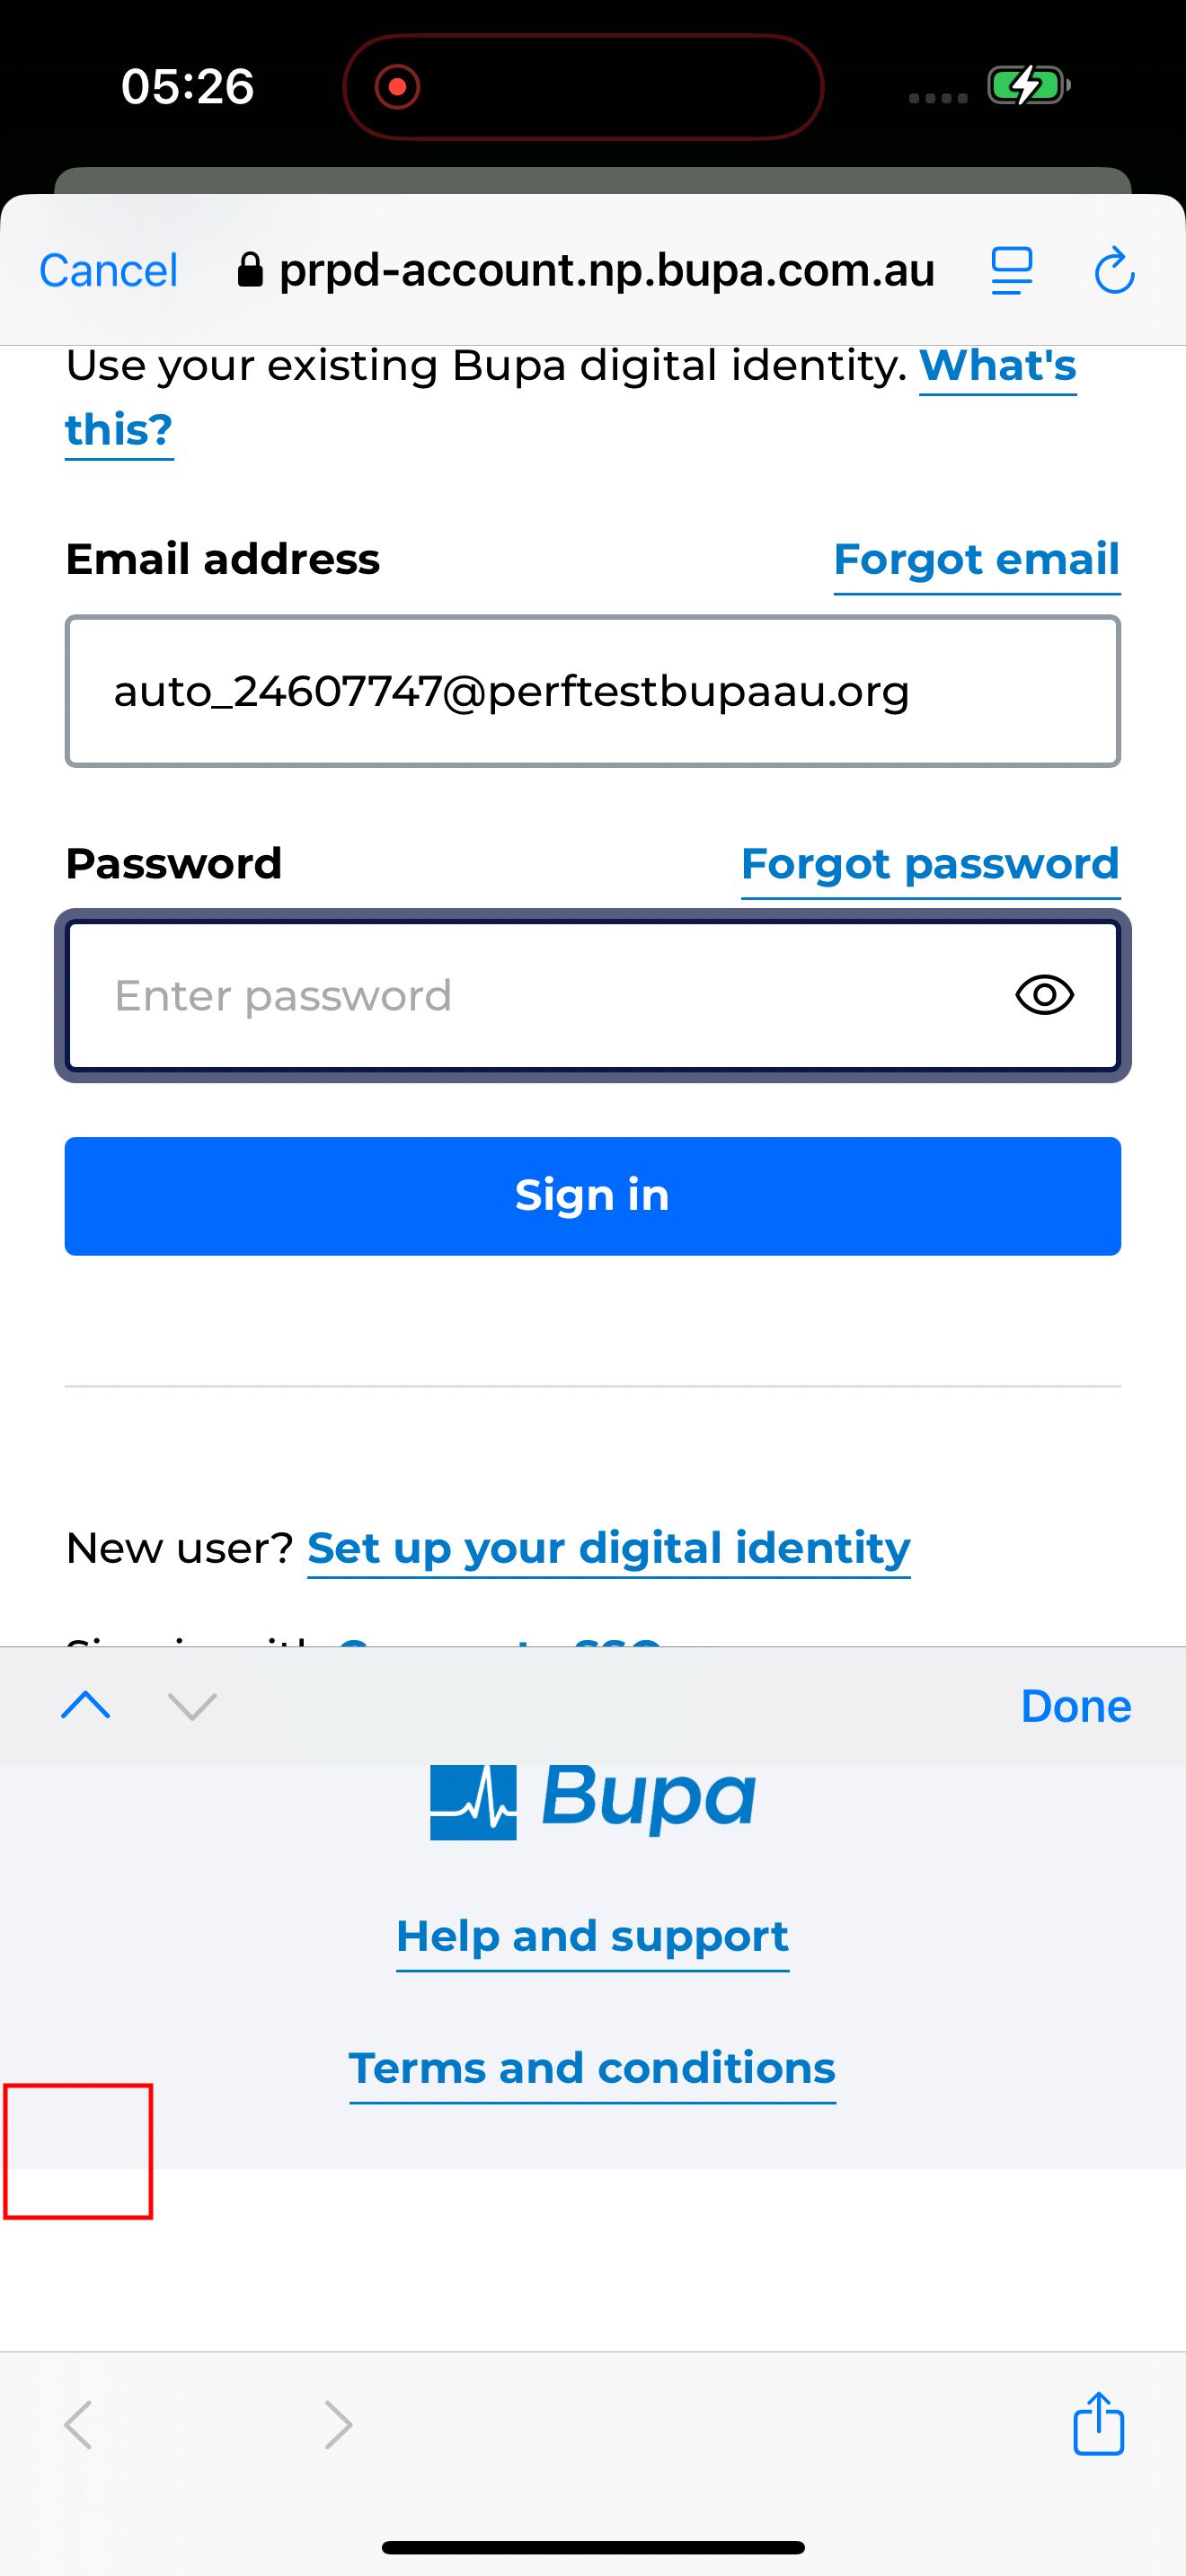 05:26
Cancel prpd-account.np.bupa.com.au
Use your existing Bupa digital identity. What's
this?
Email address Forgot email
auto_24607747@perftestbupaau.org
Password Forgot password
Enter password
Sign in
New user? Set up your digital identity
Done
Bupa
Help and support
Terms and conditions